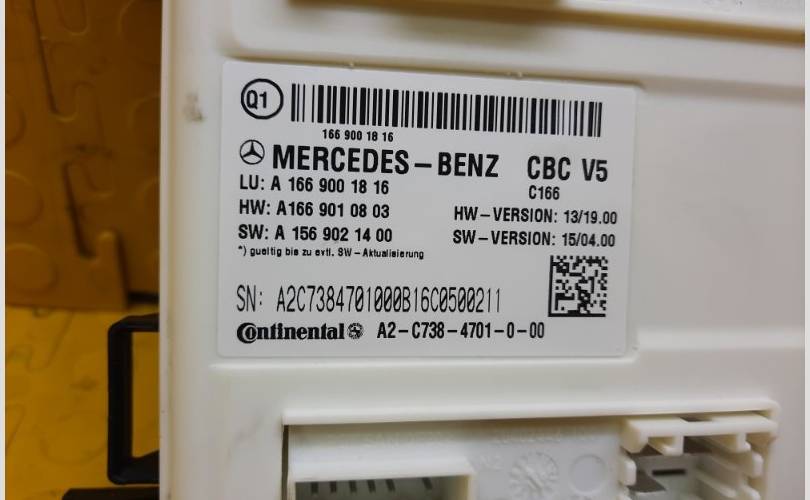 Q1
166 900 18 16
MERCEDES-BENZ CBC V5
C166
LU: A 166 900 18 16
HW: A166 901 08 03 HW-VERSION: 13/19.00
SW: A 156 902 14 00 SW-VERSION: 15/04.00
*) gueltig bis zu evtl. SW-Aktualisierung
SN: A2C7384701000B16C0500211
Continental A2-C738-4701-0-00